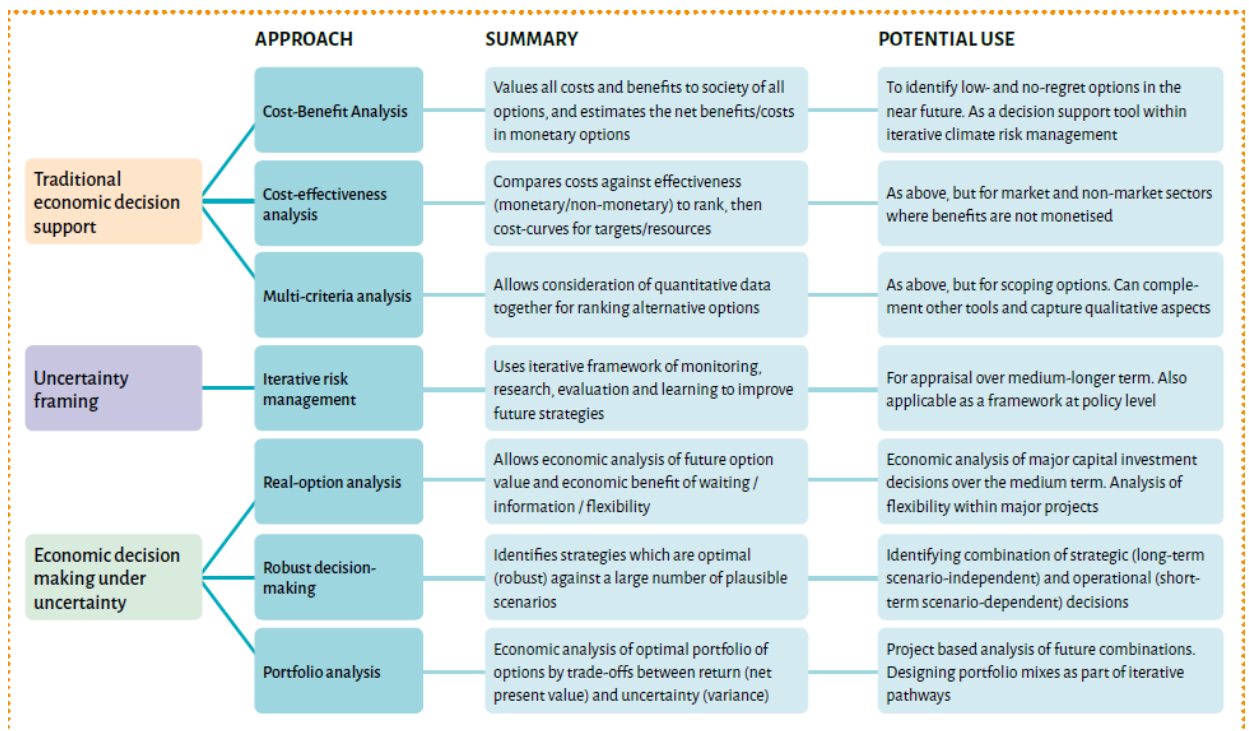 APPROACH
SUMMARY
POTENTIAL USE
Traditional
economic decision
support
Cost-Benefit Analysis
Values all costs and benefits to society of all
options, and estimates the net benefits/costs
in monetary options
To identify low- and no-regret options in the
near future. As a decision support tool within
iterative climate risk management
Cost-effectiveness
analysis
Compares costs against effectiveness
(monetary/non-monetary) to rank, then
cost-curves for targets/resources
As above, but for market and non-market sectors
where benefits are not monetised
Multi-criteria analysis
Allows consideration of quantitative data
together for ranking alternative options
As above, but for scoping options. Can comple-
ment other tools and capture qualitative aspects
Uncertainty
framing
Iterative risk
management
Uses iterative framework of monitoring,
research, evaluation and learning to improve
future strategies
For appraisal over medium-longer term. Also
applicable as a framework at policy level
Economic decision
making under
uncertainty
Real-option analysis
Allows economic analysis of future option
value and economic benefit of waiting /
information / flexibility
Economic analysis of major capital investment
decisions over the medium term. Analysis of
flexibility within major projects
Robust decision-
making
Identifies strategies which are optimal
(robust) against a large number of plausible
scenarios
Identifying combination of strategic (long-term
scenario-independent) and operational (short-
term scenario-dependent) decisions
Portfolio analysis
Economic analysis of optimal portfolio of
options by trade-offs between return (net
present value) and uncertainty (variance)
Project based analysis of future combinations.
Designing portfolio mixes as part of iterative
pathways